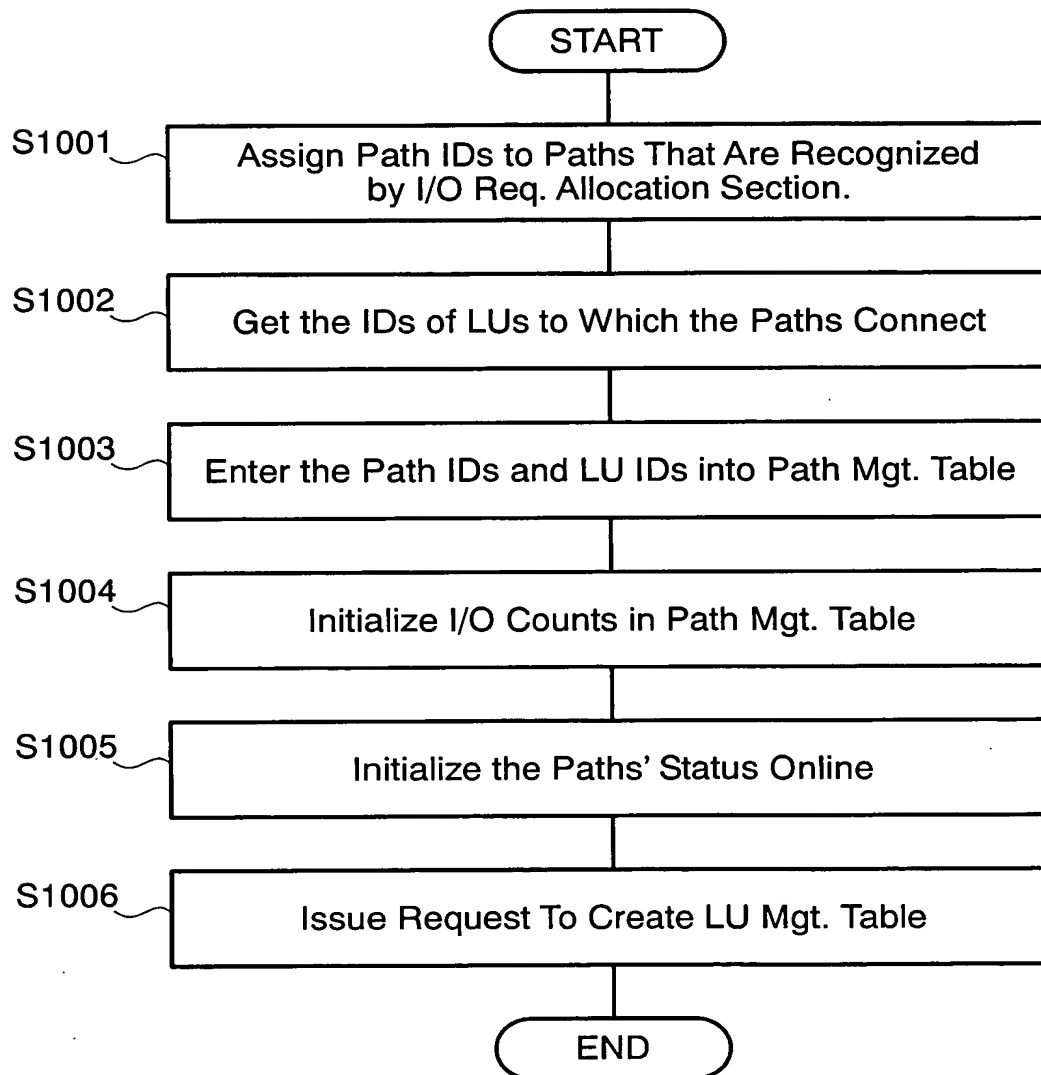 START
S1001
Assign Path IDs to Paths That Are Recognized
by I/O Req. Allocation Section.
S1002
Get the IDs of LUs to Which the Paths Connect
S1003
Enter the Path IDs and LU IDs into Path Mgt. Table
S1004
Initialize I/O Counts in Path Mgt. Table
S1005
Initialize the Paths' Status Online
S1006
Issue Request To Create LU Mgt. Table
END